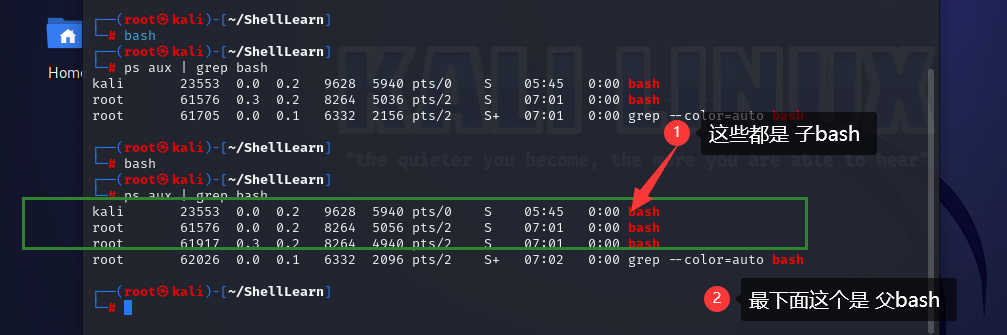 Home
┌──(root㉿kali)-[~/ShellLearn]
└─# bash
┌──(root㉿kali)-[~/ShellLearn]
└─# ps aux | grep bash
kali 23553 0.0 0.2 9628 5940 pts/0 S 05:45 0:00 bash
root 61576 0.3 0.2 8264 5036 pts/2 S 07:01 0:00 bash
root 61705 0.0 0.1 6332 2156 pts/2 S+ 07:01 0:00 grep --color=auto bash
1 这些都是 子bash
┌──(root㉿kali)-[~/ShellLearn]
└─# bash
KALI LINUX
"the quieter you become, the more you are able to hear"
┌──(root㉿kali)-[~/ShellLearn]
└─# ps aux | grep bash
kali 23553 0.0 0.2 9628 5940 pts/0 S 05:45 0:00 bash
root 61576 0.0 0.2 8264 5056 pts/2 S 07:01 0:00 bash
root 61917 0.3 0.2 8264 4940 pts/2 S 07:01 0:00 bash
root 62026 0.0 0.1 6332 2096 pts/2 S+ 07:02 0:00 grep --color=auto bash
2 最下面这个是 父bash
┌──(root㉿kali)-[~/ShellLearn]
└─#